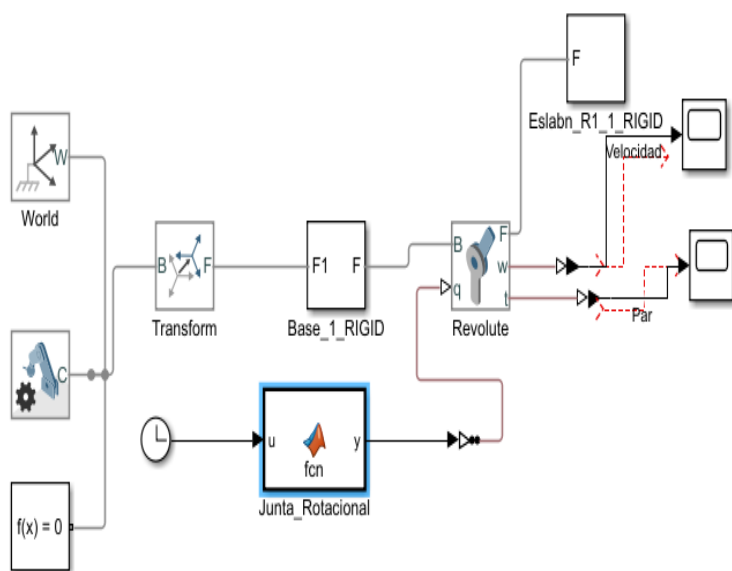 F
Eslabn_R1_1_RIGID
Velocidad
W
World
B F
Transform
F1 F
Base_1_RIGID
B F
q w
t
Revolute
Par
C
u y
fcn
Junta_Rotacional
f(x) = 0